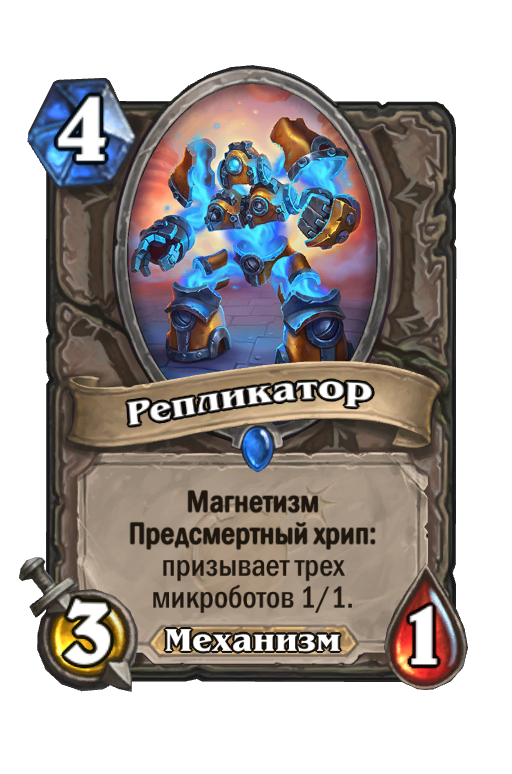 4
Репликатор
Магнетизм
Предсмертный хрип:
призывает трех
микроботов 1/1.
3
Механизм
1